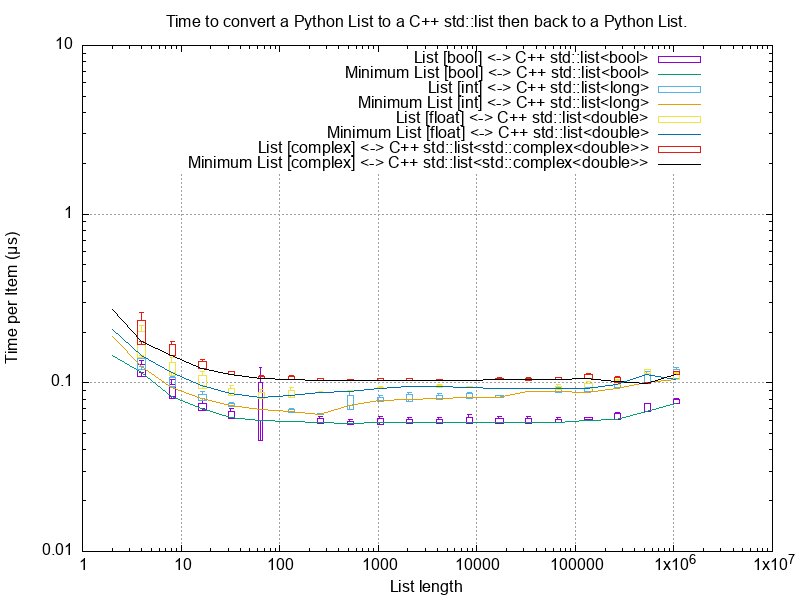 Time to convert a Python List to a C++ std::list then back to a Python List.
10
1
0.1
0.01
Time per Item (µs)
List [bool] <-> C++ std::list<bool>
Minimum List [bool] <-> C++ std::list<bool>
List [int] <-> C++ std::list<long>
Minimum List [int] <-> C++ std::list<long>
List [float] <-> C++ std::list<double>
Minimum List [float] <-> C++ std::list<double>
List [complex] <-> C++ std::list<std::complex<double>>
Minimum List [complex] <-> C++ std::list<std::complex<double>>
1 10 100 1000 10000 100000 1x10⁶ 1x10⁷
List length